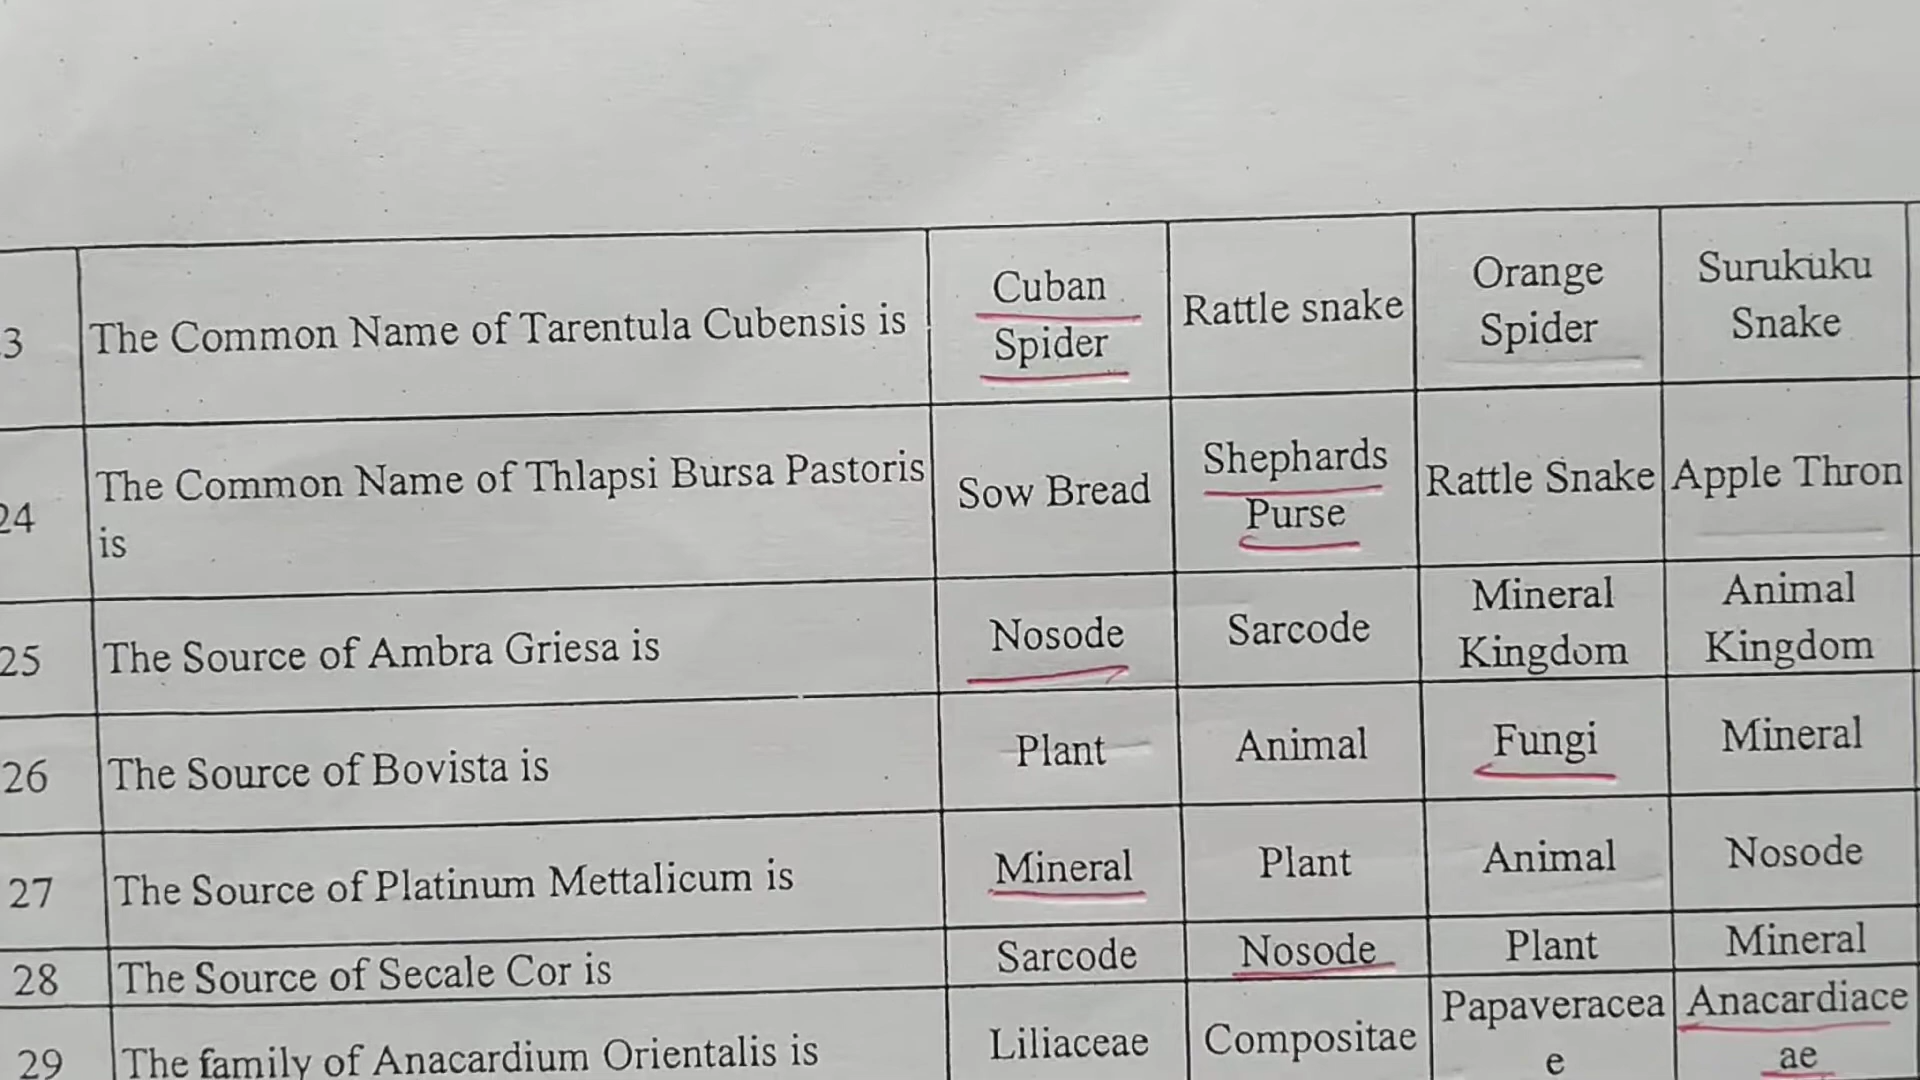 3 The Common Name of Tarentula Cubensis is Cuban Spider Rattle snake Orange Spider Surukuku Snake
24 The Common Name of Thlapsi Bursa Pastoris is Sow Bread Shephards Purse Rattle Snake Apple Thron
25 The Source of Ambra Griesa is Nosode Sarcode Mineral Kingdom Animal Kingdom
26 The Source of Bovista is Plant Animal Fungi Mineral
27 The Source of Platinum Mettalicum is Mineral Plant Animal Nosode
28 The Source of Secale Cor is Sarcode Nosode Plant Mineral
29 The family of Anacardium Orientalis is Liliaceae Compositae Papaveracea e Anacardiace ae